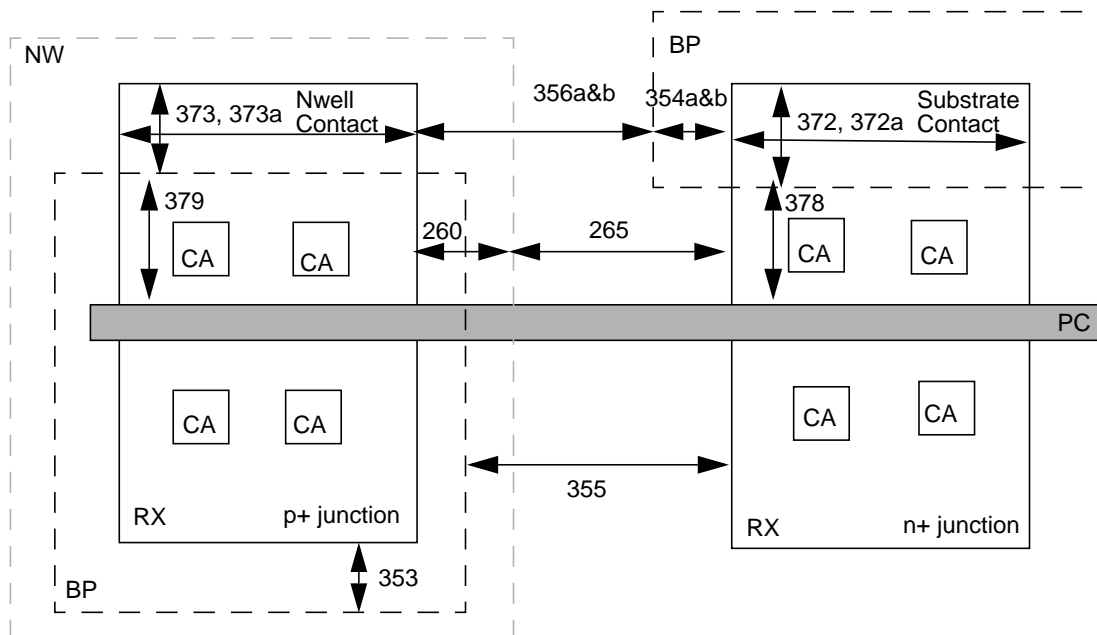 BP
NW
356a&b
354a&b
373, 373a
Nwell
Contact
372, 372a
Substrate
Contact
379
378
260
265
CA
CA
CA
CA
PC
CA
CA
CA
CA
355
RX
p+ junction
RX
n+ junction
353
BP